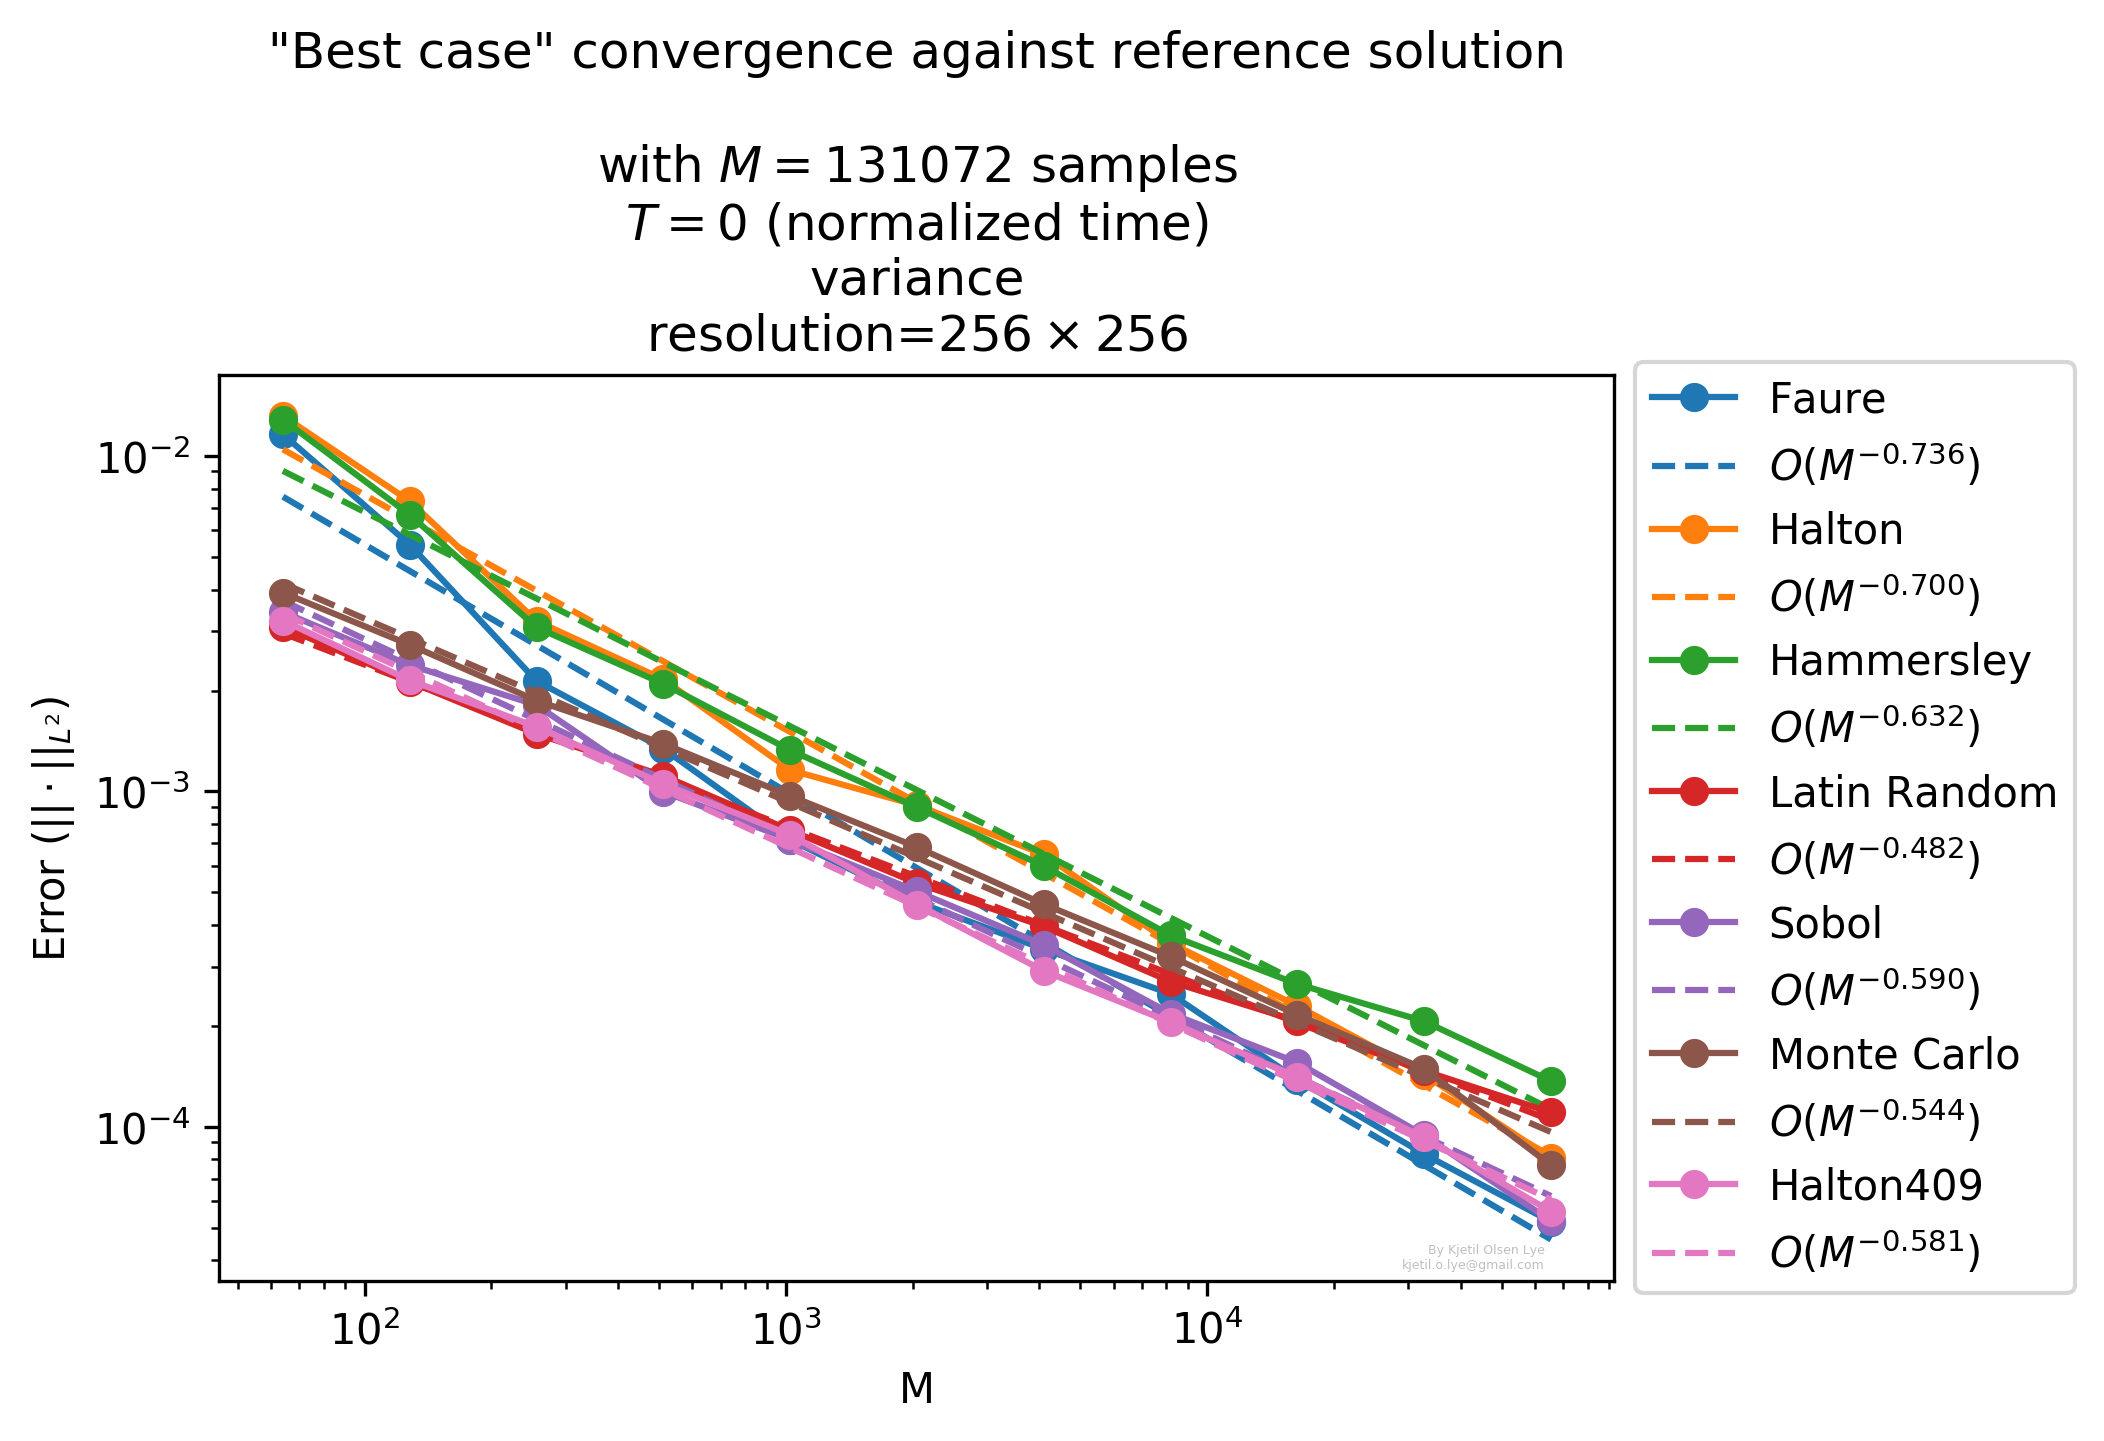 "Best case" convergence against reference solution
with M = 131072 samples
T = 0 (normalized time)
variance
resolution=256 × 256
Error (|| · ||_{L^2})
10^{-2}
10^{-3}
10^{-4}
10^2
10^3
10^4
M
Faure
O(M^{-0.736})
Halton
O(M^{-0.700})
Hammersley
O(M^{-0.632})
Latin Random
O(M^{-0.482})
Sobol
O(M^{-0.590})
Monte Carlo
O(M^{-0.544})
Halton409
O(M^{-0.581})
By Kjetil Olsen Lye
kjetil.o.lye@gmail.com